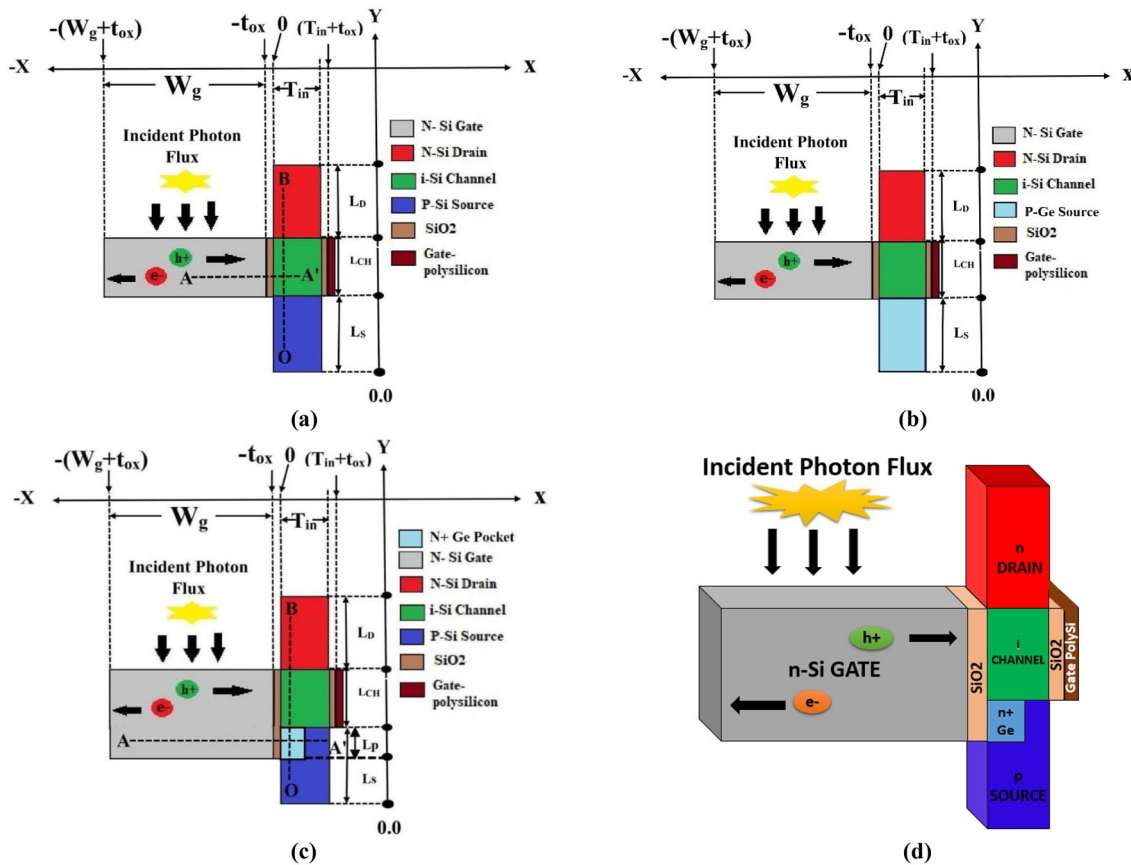 -(Wg+tox)
-tox 0 (Tin+tox)
Y
-X
X
Wg
Tin
Incident Photon
Flux
N- Si Gate
N-Si Drain
i-Si Channel
P-Si Source
SiO2
Gate-
polysilicon
B
LD
h+
e-
A
A'
LCH
O
LS
0.0
(a)
-(Wg+tox)
-tox 0 (Tin+tox)
Y
-X
x
Wg
Tin
Incident Photon
Flux
N- Si Gate
N-Si Drain
i-Si Channel
P-Ge Source
SiO2
Gate-
polysilicon
LD
h+
e-
LCH
LS
0.0
(b)
-(Wg+tox)
-tox 0 (Tin+tox)
Y
-X
X
Wg
Tin
Incident Photon
Flux
N+ Ge Pocket
N- Si Gate
N-Si Drain
i-Si Channel
P-Si Source
SiO2
Gate-
polysilicon
B
LD
h+
e-
LCH
A
A'
Lp
O
Ls
0.0
(c)
Incident Photon Flux
n
DRAIN
h+
n-Si GATE
e-
SiO2
i
CHANNEL
SiO2
Gate PolySi
n+
Ge
p
SOURCE
(d)